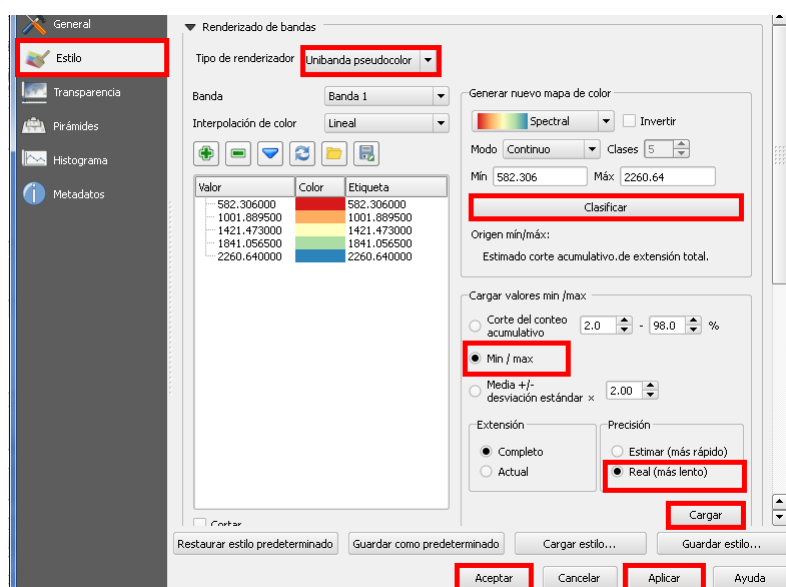 General
Estilo
Transparencia
Pirámides
Histograma
Metadatos
Renderizado de bandas
Tipo de renderizador Unibanda pseudocolor
Banda Banda 1
Interpolación de color Lineal
Valor Color Etiqueta
582.306000 582.306000
1001.889500 1001.889500
1421.473000 1421.473000
1841.056500 1841.056500
2260.640000 2260.640000
Cortar
Generar nuevo mapa de color
Spectral Invertir
Modo Continuo Clases 5
Mín 582.306 Máx 2260.64
Clasificar
Origen mín/máx:
Estimado corte acumulativo.de extensión total.
Cargar valores min /max
Corte del conteo
acumulativo 2.0 - 98.0 %
Min / max
Media +/-
desviación estándar × 2.00
Extensión
Completo
Actual
Precisión
Estimar (más rápido)
Real (más lento)
Cargar
Restaurar estilo predeterminado Guardar como predeterminado Cargar estilo... Guardar estilo...
Aceptar Cancelar Aplicar Ayuda